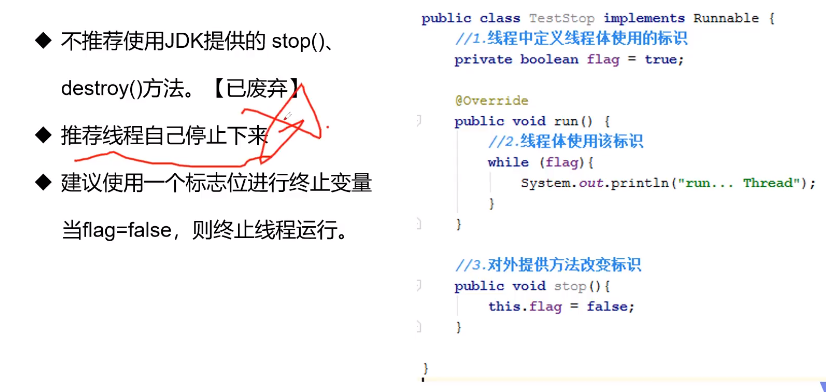 ◆ 不推荐使用JDK提供的 stop()、
destroy()方法。【已废弃】
◆ 推荐线程自己停止下来
◆ 建议使用一个标志位进行终止变量
当flag=false，则终止线程运行。
public class TestStop implements Runnable {
//1.线程中定义线程体使用的标识
private boolean flag = true;
@Override
public void run() {
//2.线程体使用该标识
while (flag){
System.out.println("run... Thread");
}
}
//3.对外提供方法改变标识
public void stop(){
this.flag = false;
}
}